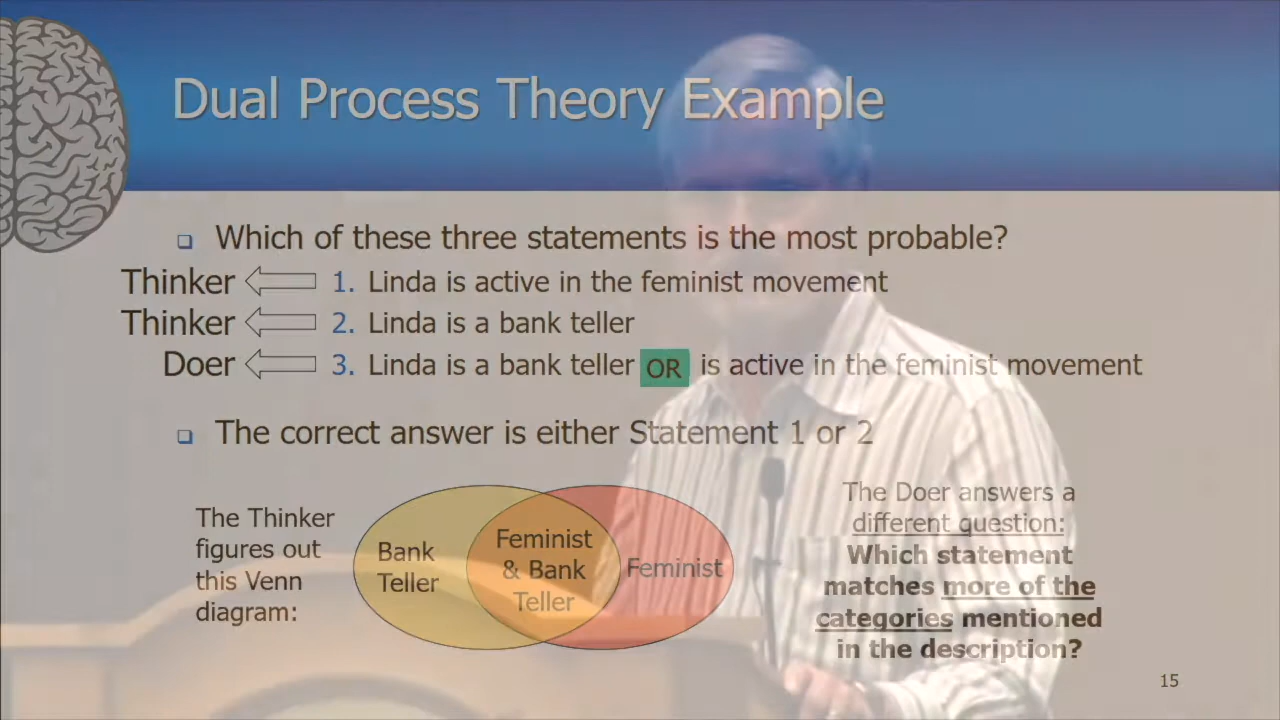 Dual Process Theory Example
Which of these three statements is the most probable?
Thinker 1. Linda is active in the feminist movement
Thinker 2. Linda is a bank teller
Doer 3. Linda is a bank teller OR is active in the feminist movement
The correct answer is either Statement 1 or 2
The Thinker
figures out
this Venn
diagram:
Bank
Teller
Feminist
& Bank
Teller
Feminist
The Doer answers a
different question:
Which statement
matches more of the
categories mentioned
in the description?
15